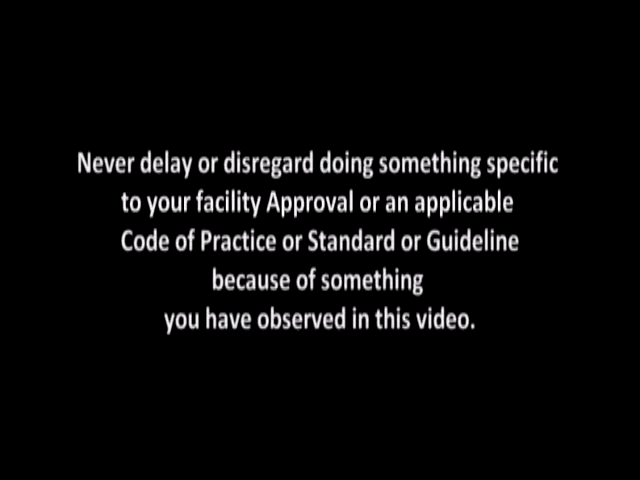 Never delay or disregard doing something specific
to your facility Approval or an applicable
Code of Practice or Standard or Guideline
because of something
you have observed in this video.